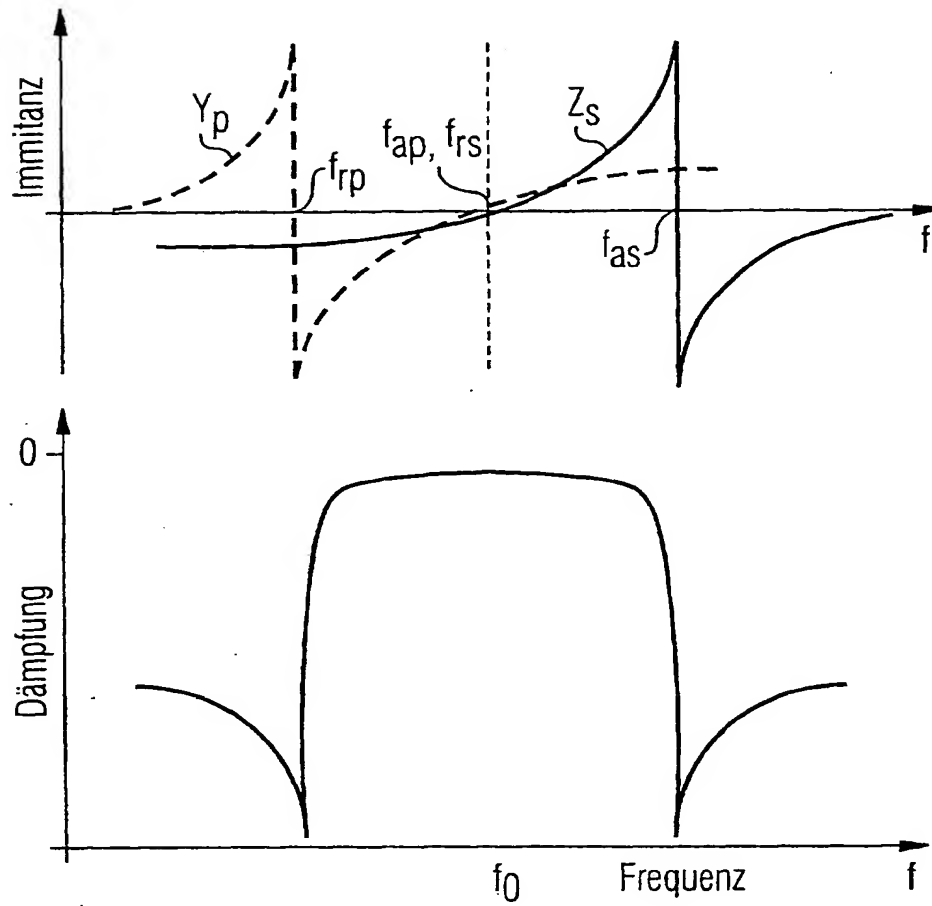 Immitanz
Yp
frp
fap, frs
Zs
fas
f
0
Dämpfung
f0
Frequenz
f